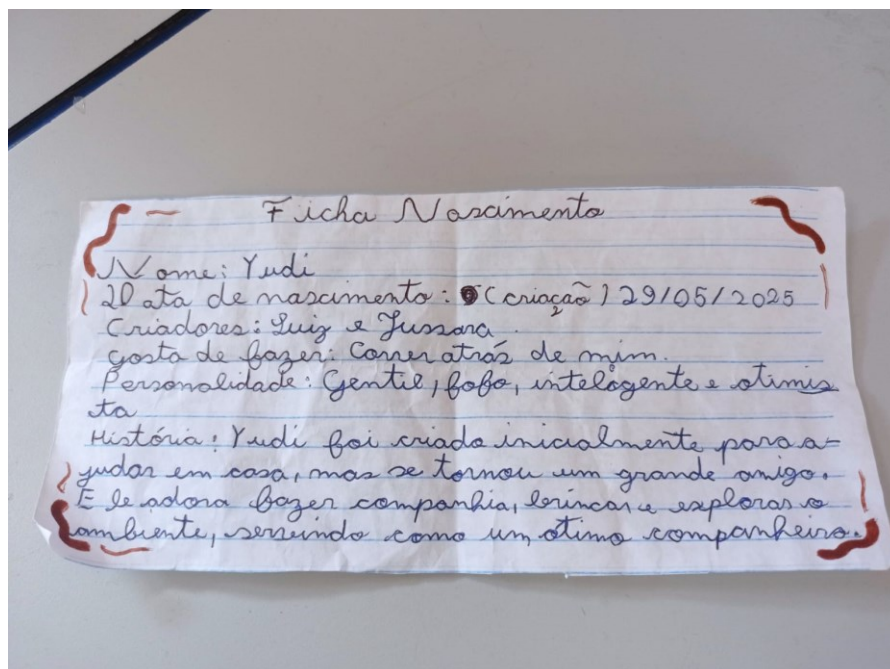 Ficha Nascimento
Nome: Yudi
Data de nascimento: (criação) 29/05/2025
Criadores: Luiz e Jussara.
gosta de fazer: Correr atrás de mim.
Personalidade: Gentil, fofo, inteligente e otimis
ta
História: Yudi foi criado inicialmente para a-
judar em casa, mas se tornou um grande amigo.
Ele adora fazer companhia, brincar e explorar o
ambiente, servindo como um otimo companheiro.